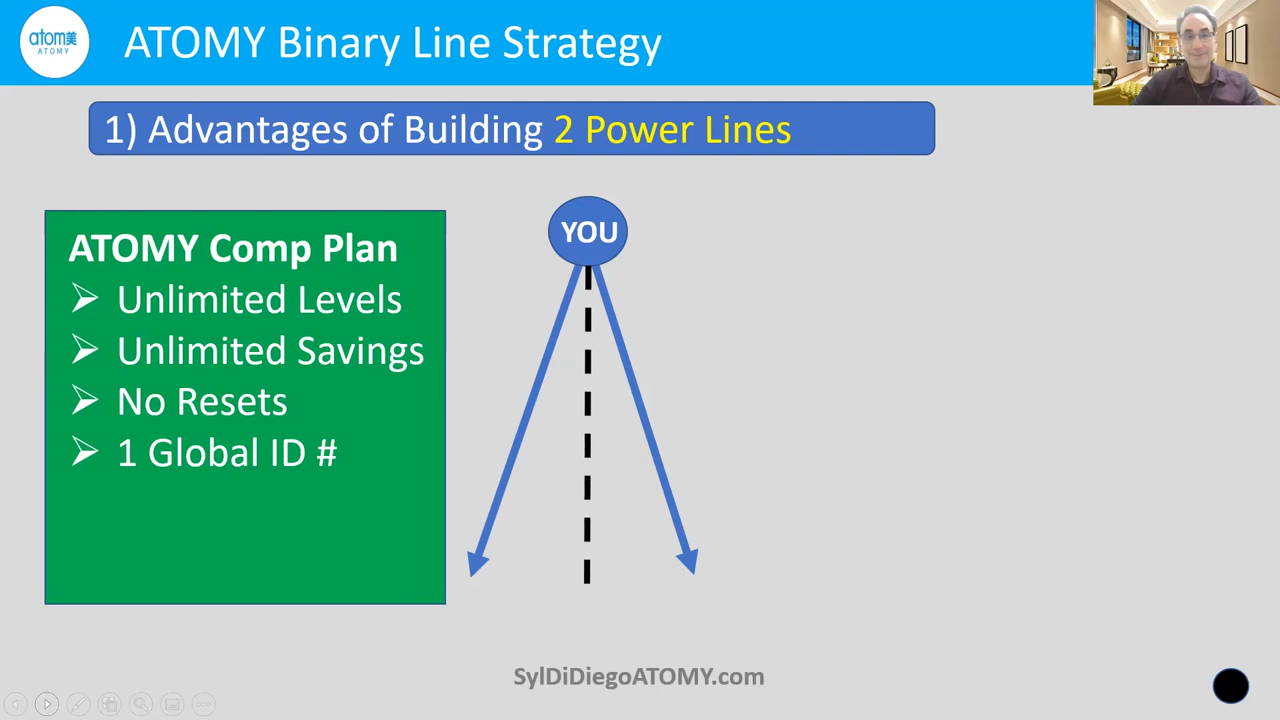 atom美
ATOMY
ATOMY Binary Line Strategy
1) Advantages of Building 2 Power Lines
ATOMY Comp Plan
Unlimited Levels
Unlimited Savings
No Resets
1 Global ID #
YOU
SylDiDiegoATOMY.com